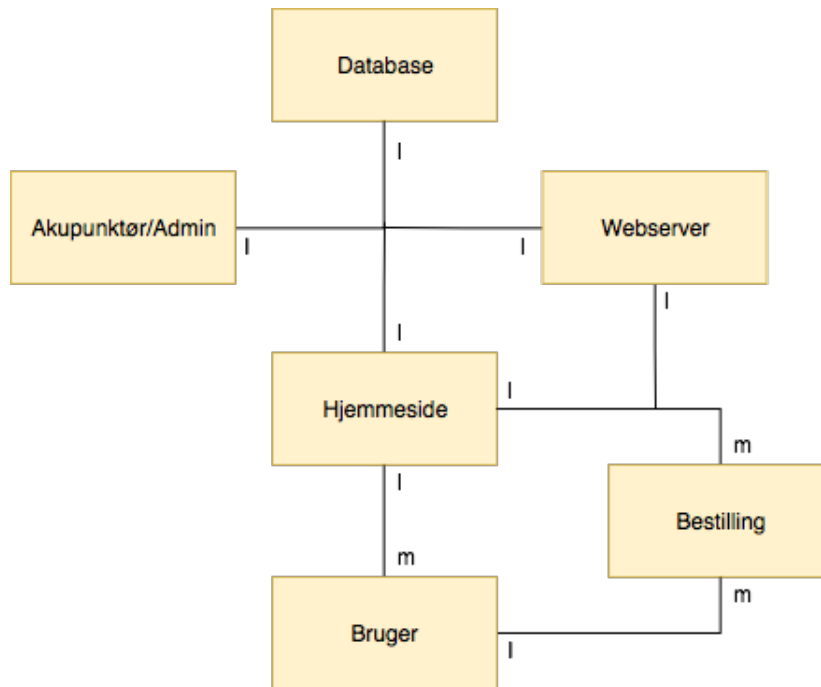 Database
l
Akupunktør/Admin
Webserver
l
l
l
l
l
Hjemmeside
m
l
Bestilling
m
m
Bruger
l